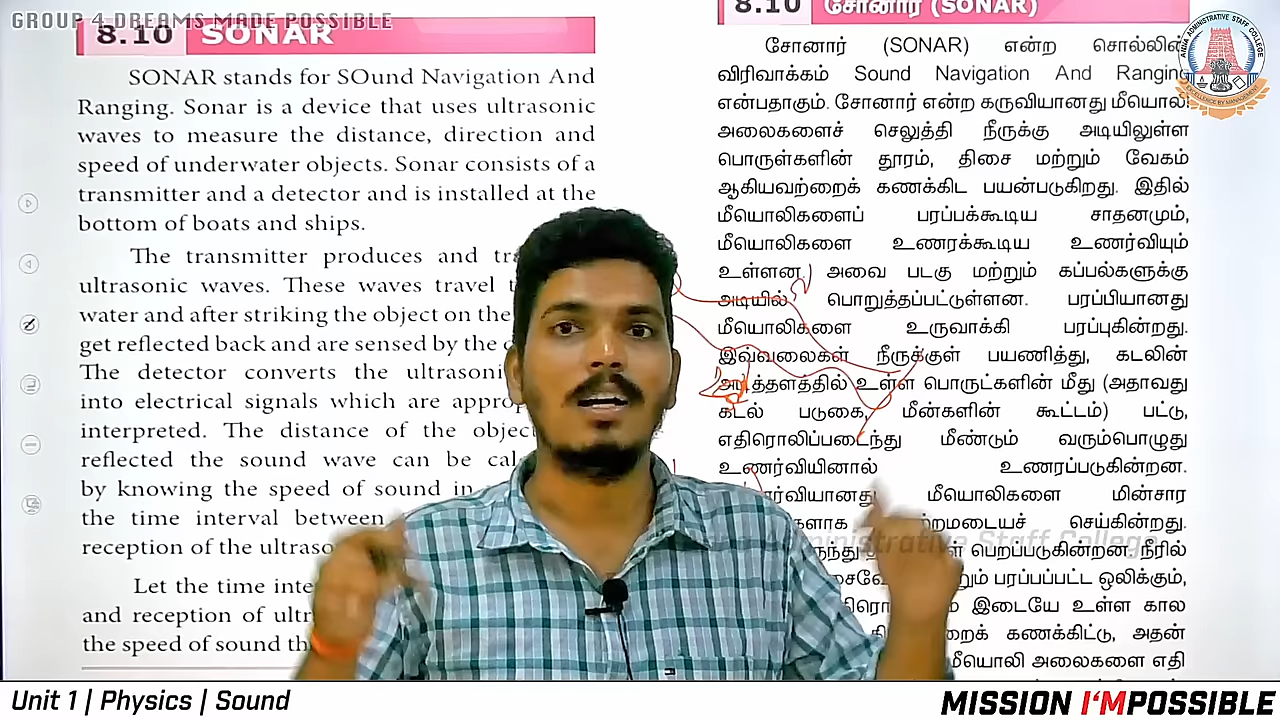 GROUP 4 DREAMS MADE POSSIBLE
8.10 SONAR
SONAR stands for SOund Navigation And
Ranging. Sonar is a device that uses ultrasonic
waves to measure the distance, direction and
speed of underwater objects. Sonar consists of a
transmitter and a detector and is installed at the
bottom of boats and ships.
The transmitter produces and
ultrasonic waves. These waves travel
water and after striking the object on the
get reflected back and are sensed by the
The detector converts the
into electrical signals which are
interpreted. The distance of the
reflected the sound wave can be
by knowing the speed of sound in
the time interval between
reception of the
Let the time
and reception of
the speed of sound
8.10 சோனார் (SONAR)
சோனார் (SONAR) என்ற
விரிவாக்கம் Sound Navigation And Ranging
என்பதாகும். சோனார் என்ற கருவியானது மீயொலி
அலைகளைச் செலுத்தி நீருக்கு அடியிலுள்ள
பொருள்களின் தூரம், திசை மற்றும் வேகம்
ஆகியவற்றைக் கணக்கிட பயன்படுகிறது. இதில்
மீயொலிகளைப் பரப்பக்கூடிய சாதனமும்,
மீயொலிகளை உணரக்கூடிய உணர்வியும்
உள்ளன. அவை படகு மற்றும் கப்பல்களுக்கு
அடியில் பொறுத்தப்பட்டுள்ளன. பரப்பியானது
மீயொலிகளை உருவாக்கி பரப்புகின்றது.
இவ்வலைகள் நீருக்குள் பயணித்து, கடலின்
அடித்தளத்தில் உள்ள பொருட்களின் மீது (அதாவது
கடல் படுகை, மீன்களின் கூட்டம்) பட்டு,
எதிரொலிப்படைந்து மீண்டும் வரும்பொழுது
உணர்வியினால் உணரப்படுகின்றன.
மீயொலிகளை மின்சார
செய்கின்றது.
பெறப்படுகின்றன. நீரில்
பரப்பப்பட்ட ஒலிக்கும்,
இடையே உள்ள கால
கணக்கிட்டு, அதன்
மீயொலி அலைகளை எதி
Administrative Staff College
ANNA ADMINISTRATIVE STAFF COLLEGE
EXCELLENCE BY MANAGEMENT
Unit 1 | Physics | Sound
MISSION I'MPOSSIBLE